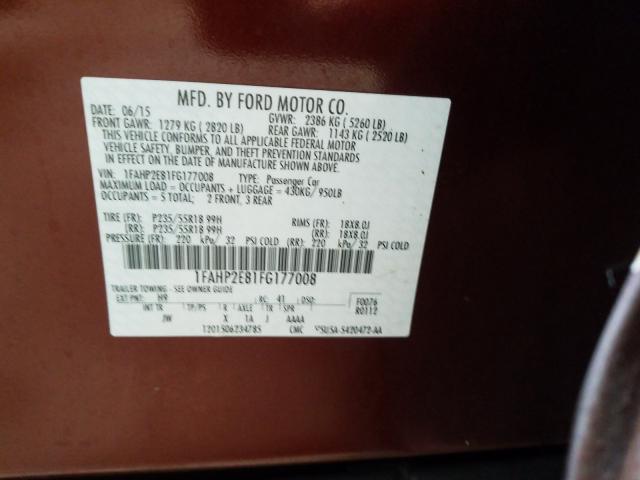 MFD. BY FORD MOTOR CO.
DATE: 06/15 GVWR: 2386 KG (5260 LB)
FRONT GAWR: 1279 KG (2820 LB) REAR GAWR: 1143 KG (2520 LB)
THIS VEHICLE CONFORMS TO ALL APPLICABLE FEDERAL MOTOR
VEHICLE SAFETY, BUMPER, AND THEFT PREVENTION STANDARDS
IN EFFECT ON THE DATE OF MANUFACTURE SHOWN ABOVE.
VIN: 1FAHP2E81FG177008 TYPE: Passenger Car
MAXIMUM LOAD = OCCUPANTS + LUGGAGE = 430KG/950LB
OCCUPANTS = 5 TOTAL; 2 FRONT, 3 REAR
TIRE (FR): P235/55R18 99H RIMS (FR): 18X8.0J
(RR): P235/55R18 99H (RR): 18X8.0J
PRESSURE (FR): 220 kPa/ 32 PSI COLD (RR): 220 kPa/ 32 PSI COLD
1FAHP2E81FG177008
TRAILER TOWING - SEE OWNER GUIDE
EXT PNT: H9 RC: 41 DSO: F0076
INT TR TP/PS R AXLE TR SPR R0112
JW X 1A J AAAA
1201506234785 CMC 5U5A-5420472-AA